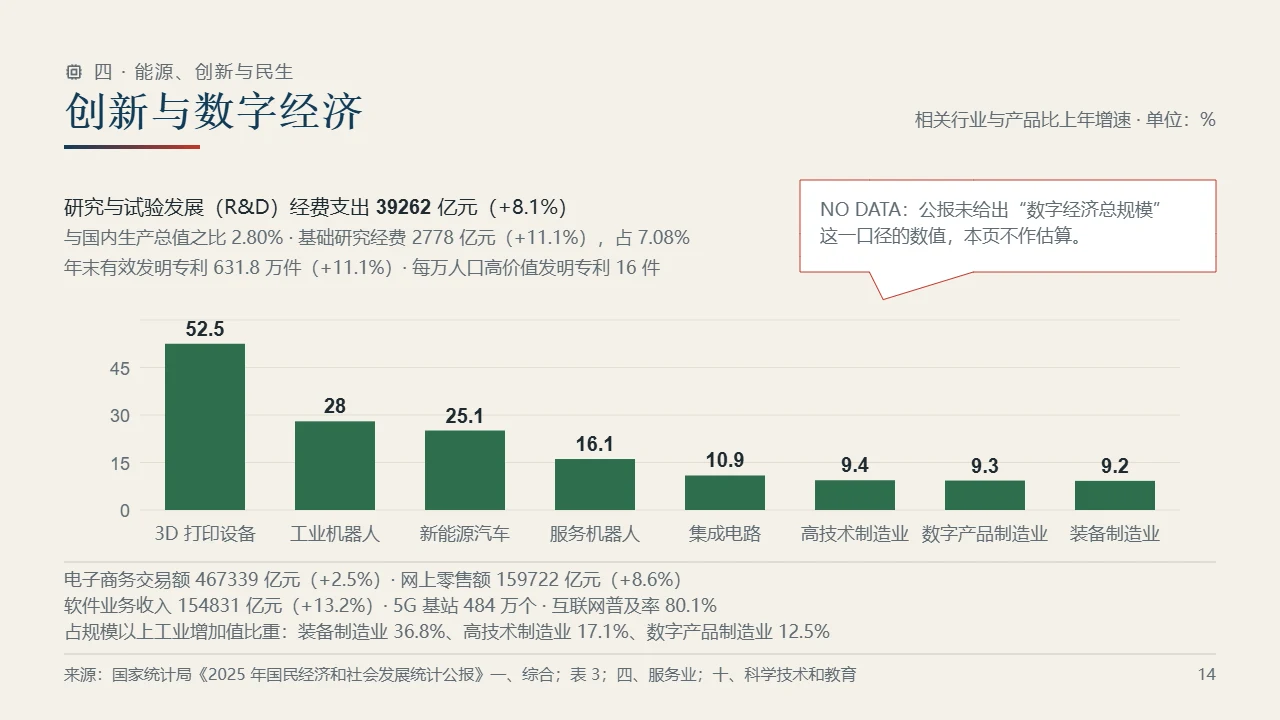 四 · 能源、创新与民生
创新与数字经济
相关行业与产品比上年增速 · 单位：%
研究与试验发展（R&D）经费支出 39262 亿元（+8.1%）
与国内生产总值之比 2.80% · 基础研究经费 2778 亿元（+11.1%），占 7.08%
年末有效发明专利 631.8 万件（+11.1%）· 每万人口高价值发明专利 16 件
NO DATA：公报未给出“数字经济总规模”
这一口径的数值，本页不作估算。
52.5
28
25.1
16.1
10.9
9.4
9.3
9.2
45
30
15
0
3D 打印设备
工业机器人
新能源汽车
服务机器人
集成电路
高技术制造业
数字产品制造业
装备制造业
电子商务交易额 467339 亿元（+2.5%）· 网上零售额 159722 亿元（+8.6%）
软件业务收入 154831 亿元（+13.2%）· 5G 基站 484 万个 · 互联网普及率 80.1%
占规模以上工业增加值比重：装备制造业 36.8%、高技术制造业 17.1%、数字产品制造业 12.5%
来源：国家统计局《2025 年国民经济和社会发展统计公报》一、综合；表 3；四、服务业；十、科学技术和教育
14